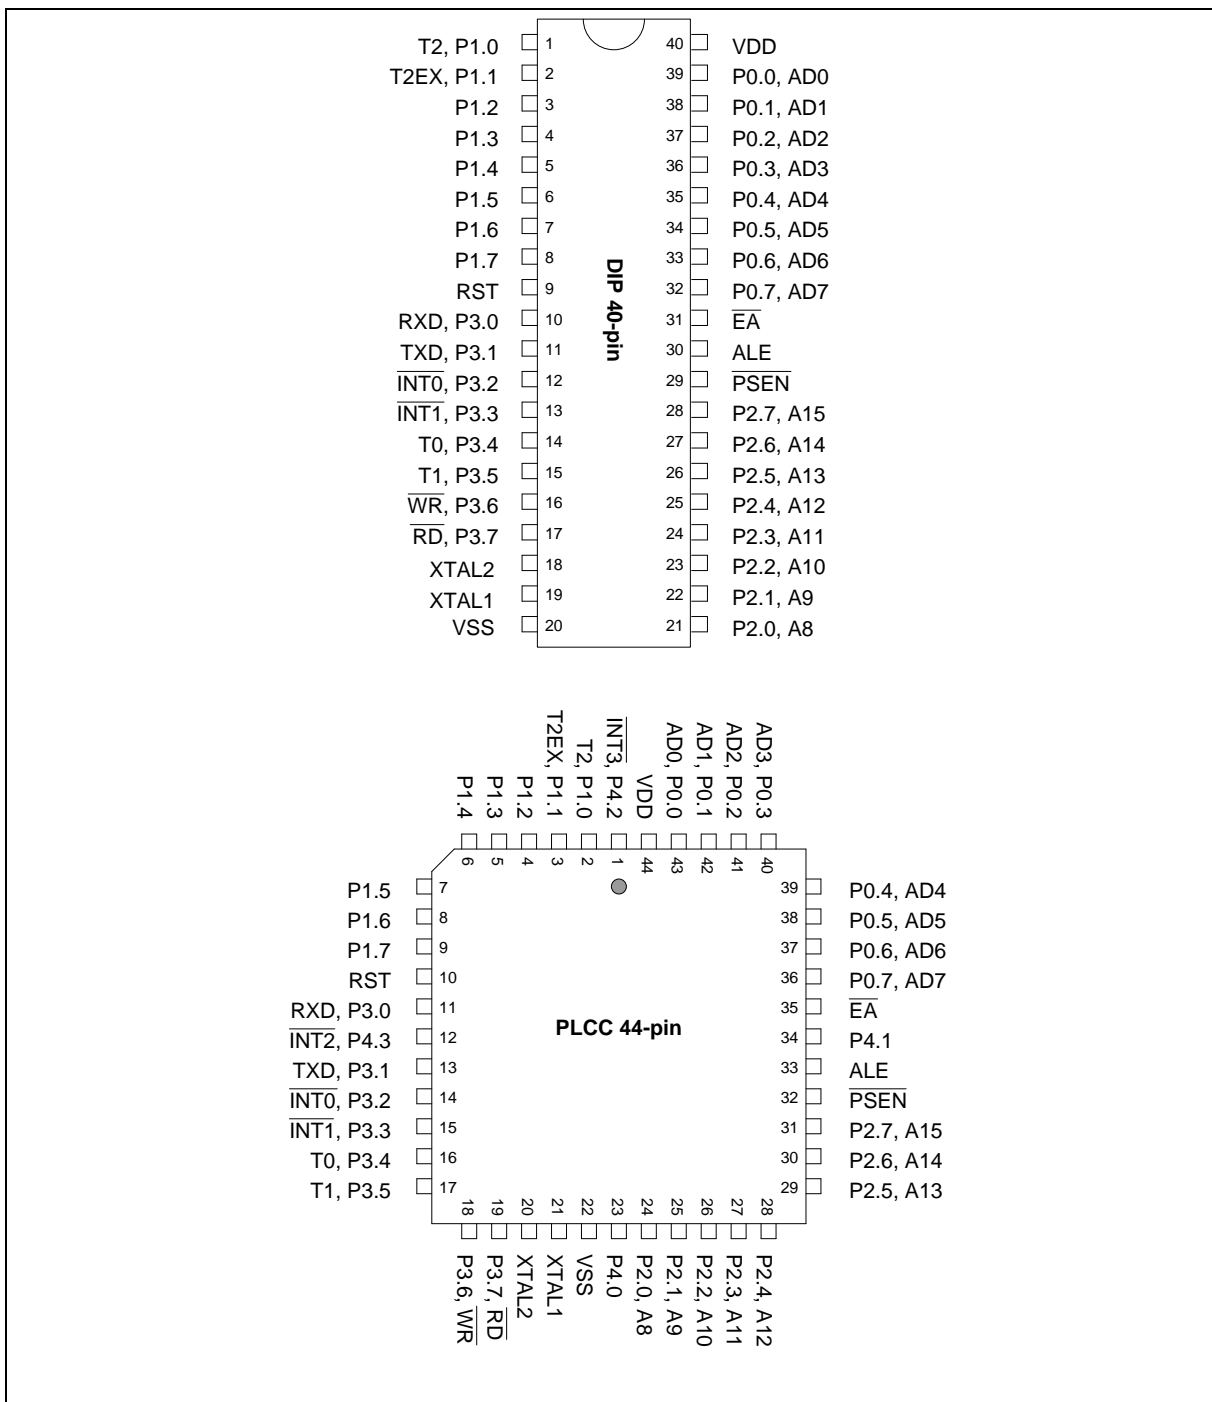 T2, P1.0 1 40 VDD
T2EX, P1.1 2 39 P0.0, AD0
P1.2 3 38 P0.1, AD1
P1.3 4 37 P0.2, AD2
P1.4 5 36 P0.3, AD3
P1.5 6 35 P0.4, AD4
P1.6 7 34 P0.5, AD5
P1.7 8 33 P0.6, AD6
RST 9 32 P0.7, AD7
RXD, P3.0 10 31 EA
TXD, P3.1 11 30 ALE
INT0, P3.2 12 29 PSEN
INT1, P3.3 13 28 P2.7, A15
T0, P3.4 14 27 P2.6, A14
T1, P3.5 15 26 P2.5, A13
WR, P3.6 16 25 P2.4, A12
RD, P3.7 17 24 P2.3, A11
XTAL2 18 23 P2.2, A10
XTAL1 19 22 P2.1, A9
VSS 20 21 P2.0, A8
DIP 40-pin
P1.4 P1.3 P1.2 T2EX, P1.1 T2, P1.0 INT3, P4.2 VDD AD0, P0.0 AD1, P0.1 AD2, P0.2 AD3, P0.3
6 5 4 3 2 1 44 43 42 41 40
P1.5 7 39 P0.4, AD4
P1.6 8 38 P0.5, AD5
P1.7 9 37 P0.6, AD6
RST 10 36 P0.7, AD7
RXD, P3.0 11 35 EA
INT2, P4.3 12 34 P4.1
TXD, P3.1 13 33 ALE
INT0, P3.2 14 32 PSEN
INT1, P3.3 15 31 P2.7, A15
T0, P3.4 16 30 P2.6, A14
T1, P3.5 17 29 P2.5, A13
PLCC 44-pin
18 19 20 21 22 23 24 25 26 27 28
P3.6, WR P3.7, RD XTAL2 XTAL1 VSS P4.0 P2.0, A8 P2.1, A9 P2.2, A10 P2.3, A11 P2.4, A12